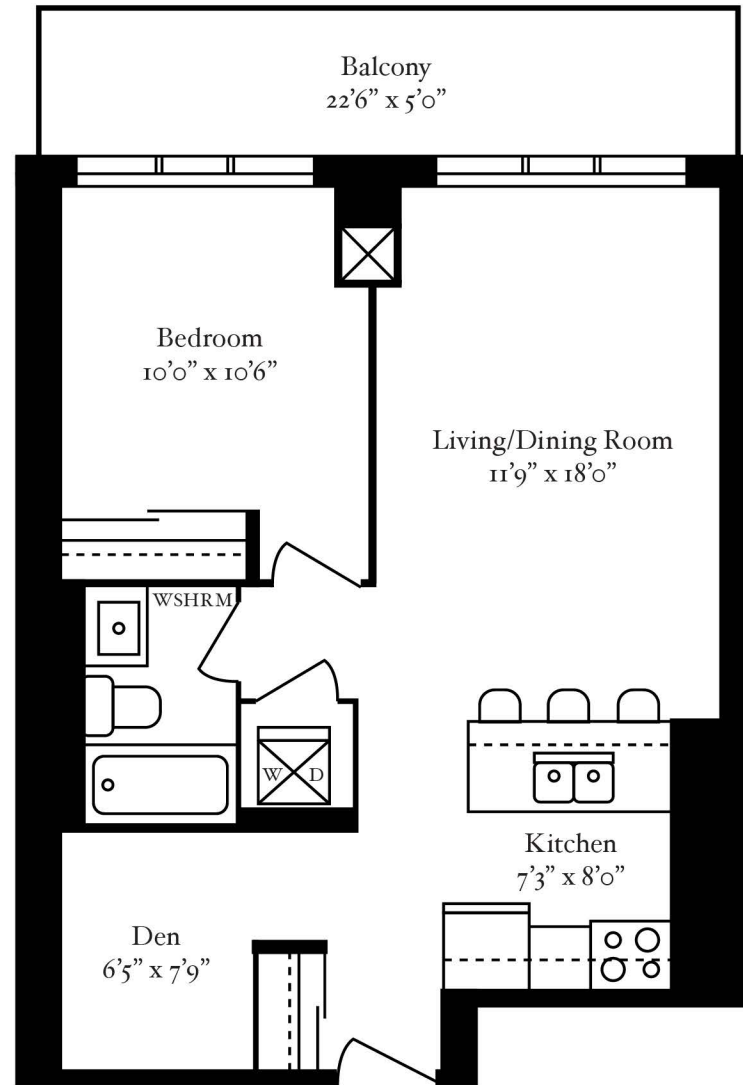 Balcony
22’6” x 5’0”
Bedroom
10’0” x 10’6”
Living/Dining Room
11’9” x 18’0”
WSHRM
W D
Kitchen
7’3” x 8’0”
Den
6’5” x 7’9”